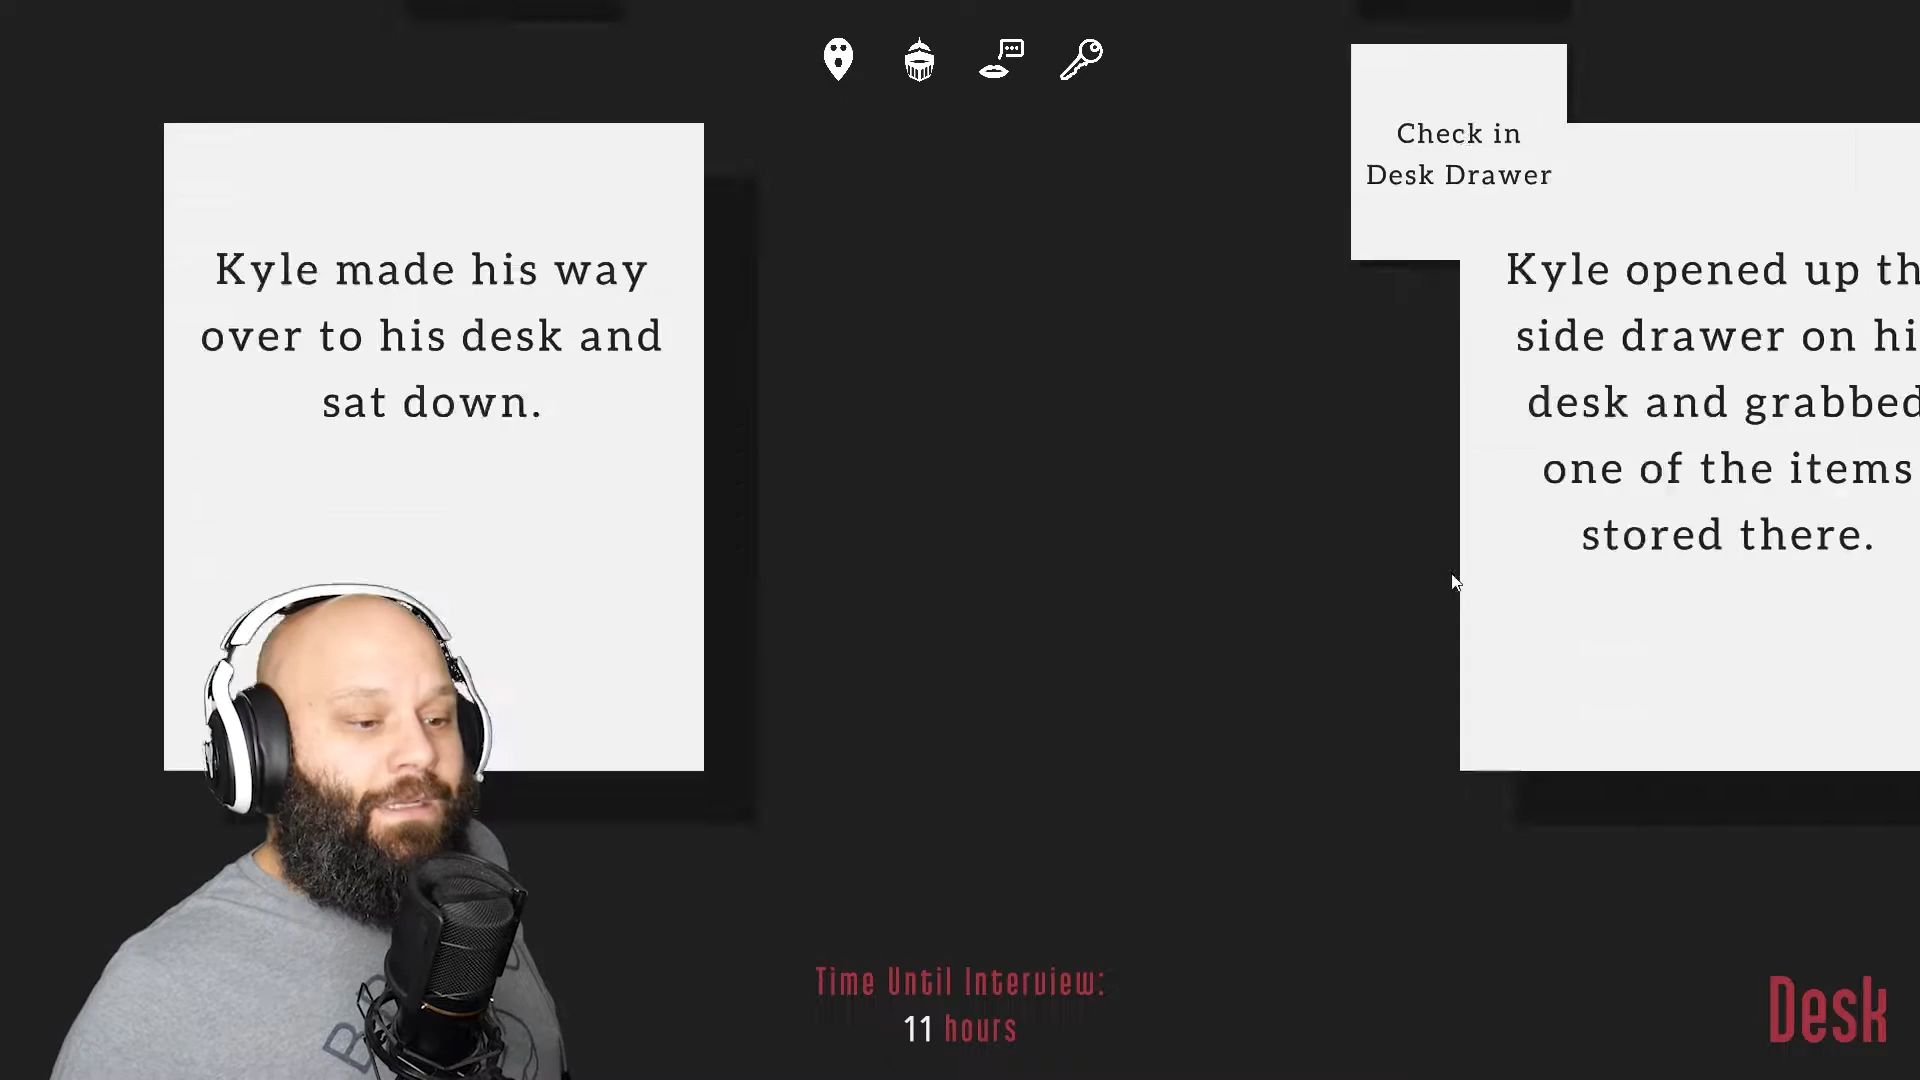 Kyle made his way
over to his desk and
sat down.
Check in
Desk Drawer
Kyle opened up th
side drawer on hi
desk and grabbed
one of the items
stored there.
Time Until Interview:
11 hours
Desk